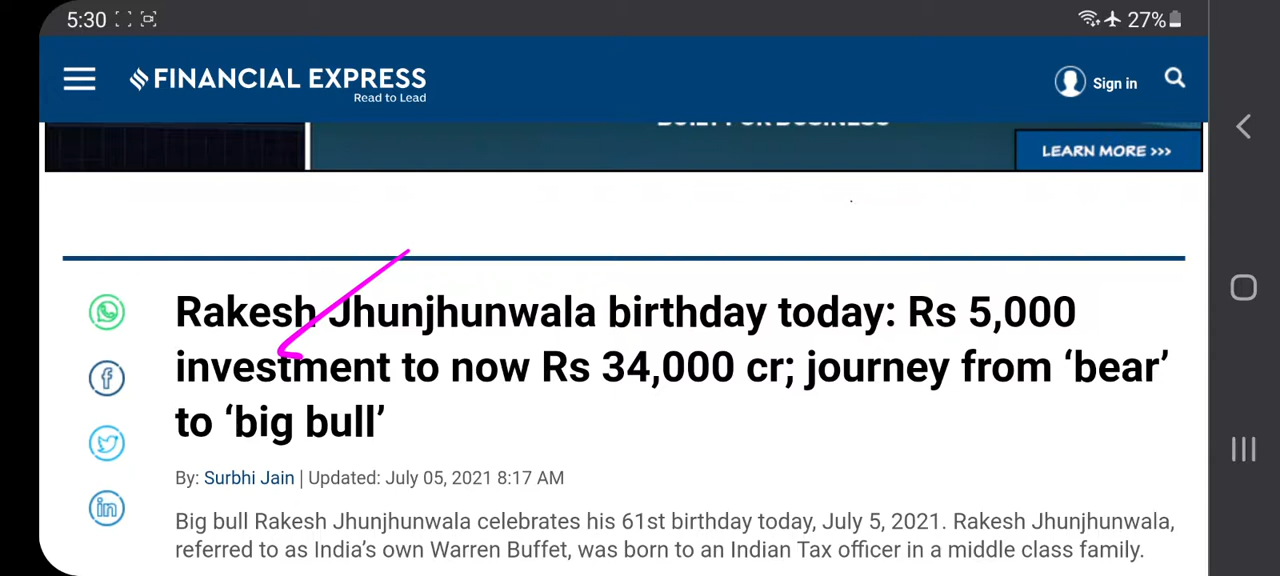 5:30 27%
FINANCIAL EXPRESS
Read to Lead
Sign in
BUILT FOR BUSINESS
LEARN MORE >>>
Rakesh Jhunjhunwala birthday today: Rs 5,000
investment to now Rs 34,000 cr; journey from ‘bear’
to ‘big bull’
By: Surbhi Jain | Updated: July 05, 2021 8:17 AM
Big bull Rakesh Jhunjhunwala celebrates his 61st birthday today, July 5, 2021. Rakesh Jhunjhunwala,
referred to as India’s own Warren Buffet, was born to an Indian Tax officer in a middle class family.